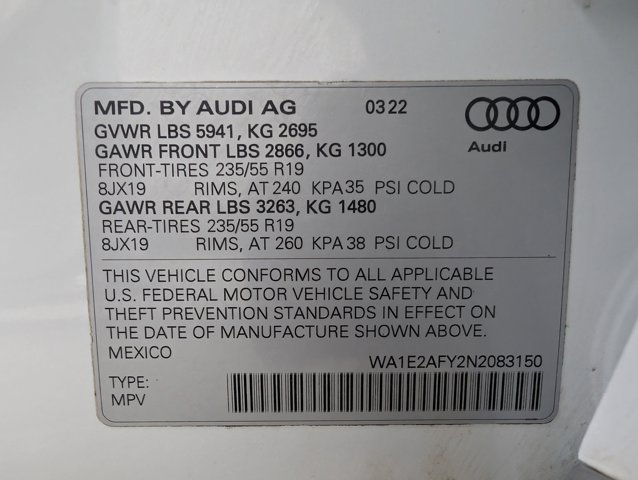 MFD. BY AUDI AG 03 22
Audi
GVWR LBS 5941, KG 2695
GAWR FRONT LBS 2866, KG 1300
FRONT-TIRES 235/55 R19
8JX19 RIMS, AT 240 KPA 35 PSI COLD
GAWR REAR LBS 3263, KG 1480
REAR-TIRES 235/55 R19
8JX19 RIMS, AT 260 KPA 38 PSI COLD
THIS VEHICLE CONFORMS TO ALL APPLICABLE
U.S. FEDERAL MOTOR VEHICLE SAFETY AND
THEFT PREVENTION STANDARDS IN EFFECT ON
THE DATE OF MANUFACTURE SHOWN ABOVE.
MEXICO WA1E2AFY2N2083150
TYPE:
MPV